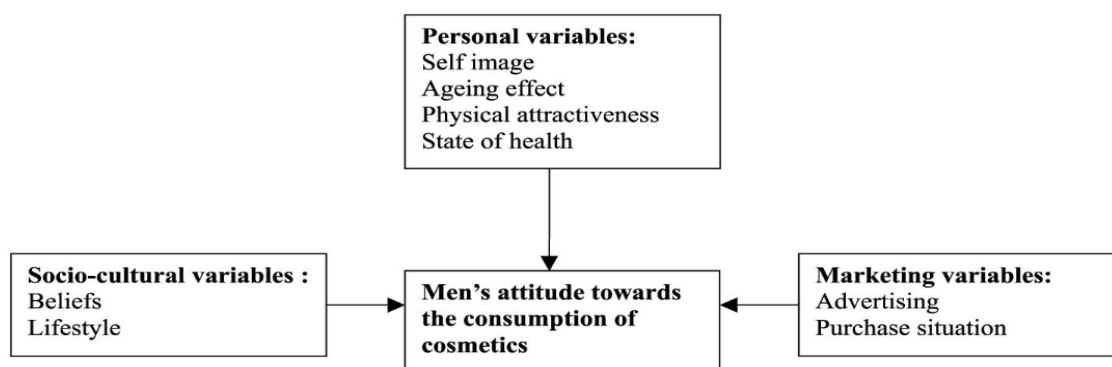 Personal variables:
Self image
Ageing effect
Physical attractiveness
State of health
Socio-cultural variables :
Beliefs
Lifestyle
Men's attitude towards
the consumption of
cosmetics
Marketing variables:
Advertising
Purchase situation